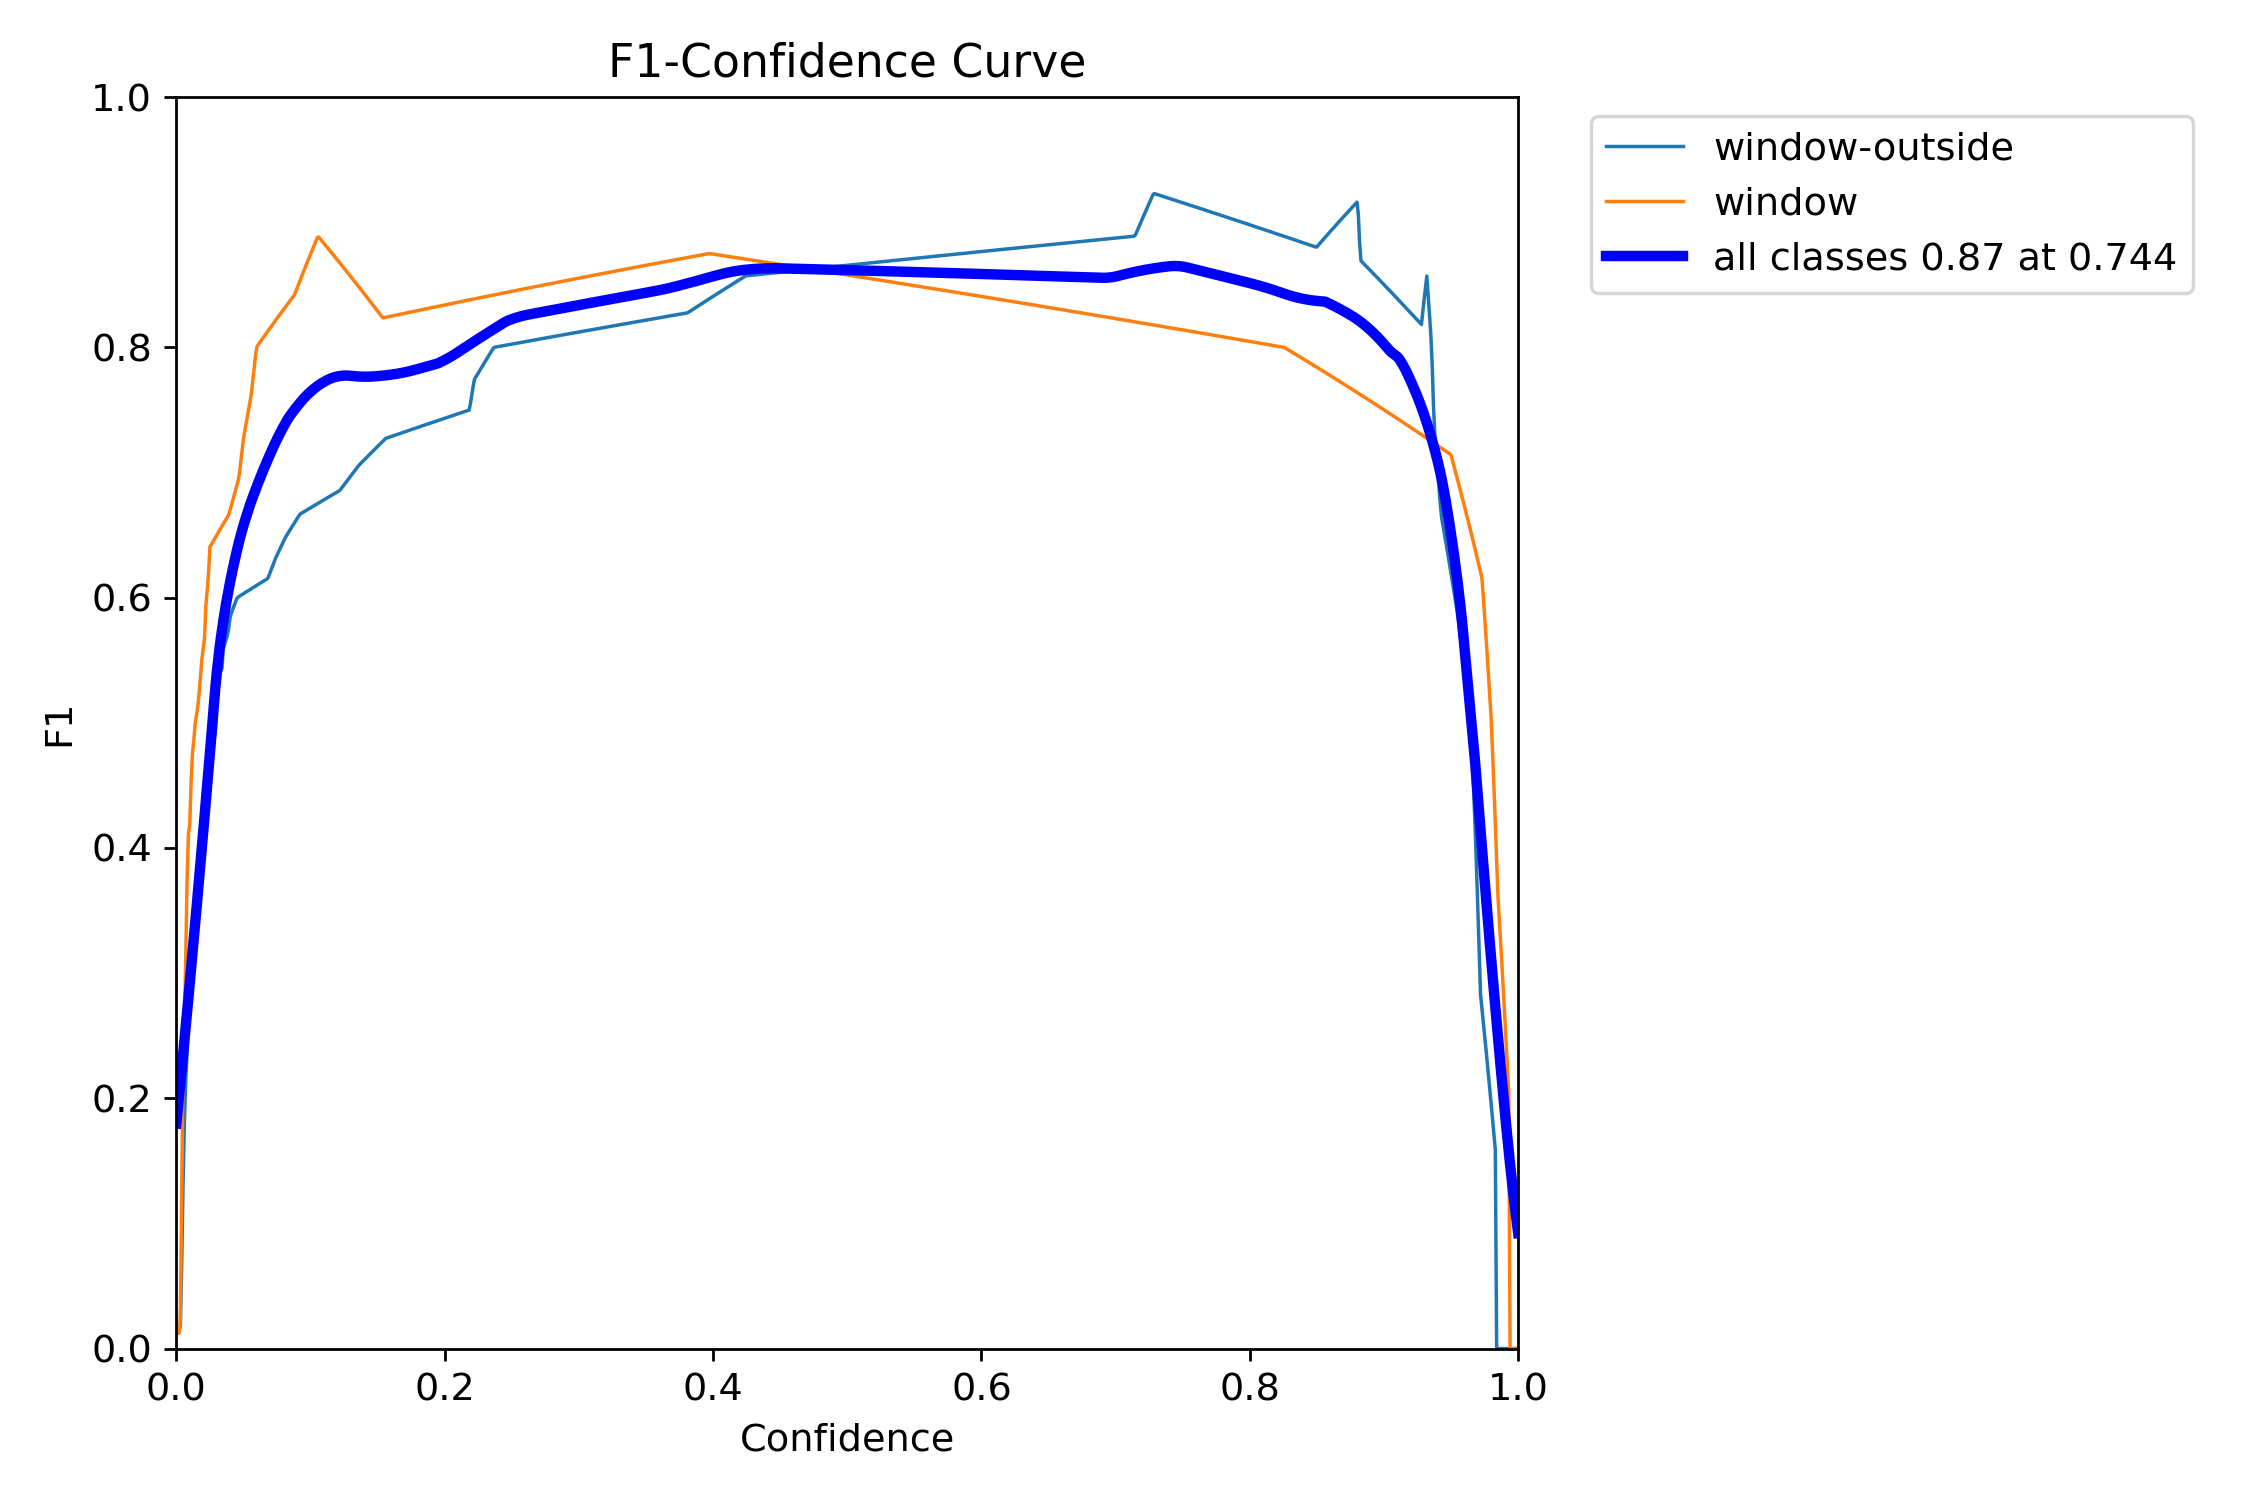 F1-Confidence Curve
1.0
0.8
0.6
0.4
0.2
0.0
F1
0.0 0.2 0.4 0.6 0.8 1.0
Confidence
window-outside
window
all classes 0.87 at 0.744